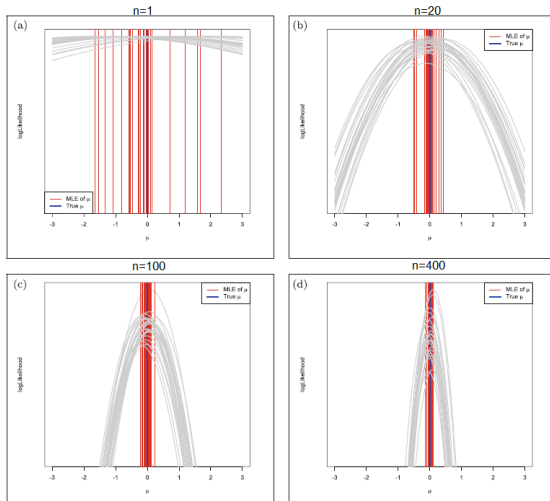 n=1
(a)
logLikelihood
MLE of μ
True μ
-3 -2 -1 0 1 2 3
μ
n=20
(b)
logLikelihood
MLE of μ
True μ
-3 -2 -1 0 1 2 3
μ
n=100
(c)
logLikelihood
MLE of μ
True μ
-3 -2 -1 0 1 2 3
μ
n=400
(d)
logLikelihood
MLE of μ
True μ
-3 -2 -1 0 1 2 3
μ